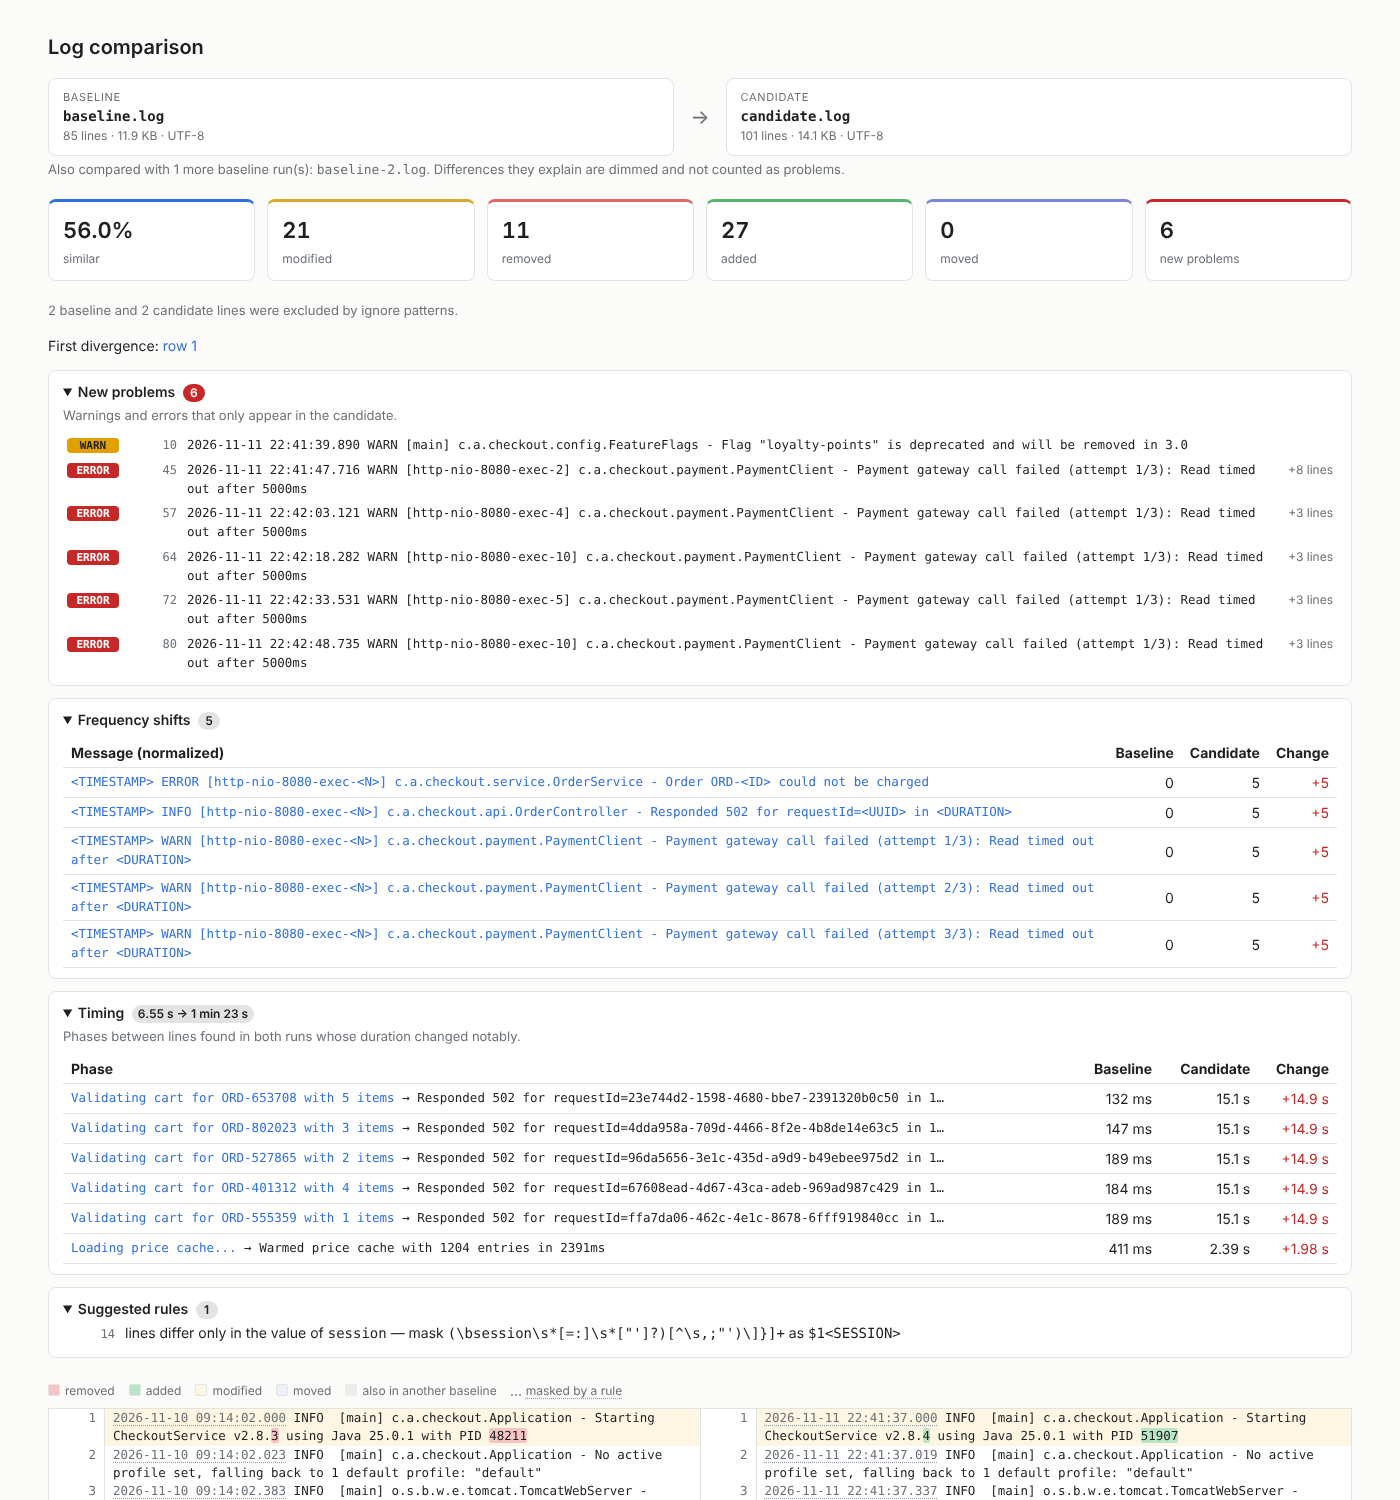 Log comparison
BASELINE
baseline.log
85 lines · 11.9 KB · UTF-8
→
CANDIDATE
candidate.log
101 lines · 14.1 KB · UTF-8
Also compared with 1 more baseline run(s): baseline-2.log. Differences they explain are dimmed and not counted as problems.
56.0%
similar
21
modified
11
removed
27
added
0
moved
6
new problems
2 baseline and 2 candidate lines were excluded by ignore patterns.
First divergence: row 1
▼ New problems 6
Warnings and errors that only appear in the candidate.
WARN 10 2026-11-11 22:41:39.890 WARN [main] c.a.checkout.config.FeatureFlags - Flag "loyalty-points" is deprecated and will be removed in 3.0
ERROR 45 2026-11-11 22:41:47.716 WARN [http-nio-8080-exec-2] c.a.checkout.payment.PaymentClient - Payment gateway call failed (attempt 1/3): Read timed +8 lines
out after 5000ms
ERROR 57 2026-11-11 22:42:03.121 WARN [http-nio-8080-exec-4] c.a.checkout.payment.PaymentClient - Payment gateway call failed (attempt 1/3): Read timed +3 lines
out after 5000ms
ERROR 64 2026-11-11 22:42:18.282 WARN [http-nio-8080-exec-10] c.a.checkout.payment.PaymentClient - Payment gateway call failed (attempt 1/3): Read timed +3 lines
out after 5000ms
ERROR 72 2026-11-11 22:42:33.531 WARN [http-nio-8080-exec-5] c.a.checkout.payment.PaymentClient - Payment gateway call failed (attempt 1/3): Read timed +3 lines
out after 5000ms
ERROR 80 2026-11-11 22:42:48.735 WARN [http-nio-8080-exec-10] c.a.checkout.payment.PaymentClient - Payment gateway call failed (attempt 1/3): Read timed +3 lines
out after 5000ms
▼ Frequency shifts 5
Message (normalized) Baseline Candidate Change
<TIMESTAMP> ERROR [http-nio-8080-exec-<N>] c.a.checkout.service.OrderService - Order ORD-<ID> could not be charged 0 5 +5
<TIMESTAMP> INFO [http-nio-8080-exec-<N>] c.a.checkout.api.OrderController - Responded 502 for requestId=<UUID> in <DURATION> 0 5 +5
<TIMESTAMP> WARN [http-nio-8080-exec-<N>] c.a.checkout.payment.PaymentClient - Payment gateway call failed (attempt 1/3): Read timed out
after <DURATION> 0 5 +5
<TIMESTAMP> WARN [http-nio-8080-exec-<N>] c.a.checkout.payment.PaymentClient - Payment gateway call failed (attempt 2/3): Read timed out
after <DURATION> 0 5 +5
<TIMESTAMP> WARN [http-nio-8080-exec-<N>] c.a.checkout.payment.PaymentClient - Payment gateway call failed (attempt 3/3): Read timed out
after <DURATION> 0 5 +5
▼ Timing 6.55 s → 1 min 23 s
Phases between lines found in both runs whose duration changed notably.
Phase Baseline Candidate Change
Validating cart for ORD-653708 with 5 items → Responded 502 for requestId=23e744d2-1598-4680-bbe7-2391320b0c50 in 1… 132 ms 15.1 s +14.9 s
Validating cart for ORD-802023 with 3 items → Responded 502 for requestId=4dda958a-709d-4466-8f2e-4b8de14e63c5 in 1… 147 ms 15.1 s +14.9 s
Validating cart for ORD-527865 with 2 items → Responded 502 for requestId=96da5656-3e1c-435d-a9d9-b49ebee975d2 in 1… 189 ms 15.1 s +14.9 s
Validating cart for ORD-401312 with 4 items → Responded 502 for requestId=67608ead-4d67-43ca-adeb-969ad987c429 in 1… 184 ms 15.1 s +14.9 s
Validating cart for ORD-555359 with 1 items → Responded 502 for requestId=ffa7da06-462c-4e1c-8678-6fff919840cc in 1… 189 ms 15.1 s +14.9 s
Loading price cache... → Warmed price cache with 1204 entries in 2391ms 411 ms 2.39 s +1.98 s
▼ Suggested rules 1
14 lines differ only in the value of session — mask (\bsession\s*[=:]\s*["']?)[^\s,;"')\]}]+ as $1<SESSION>
removed added modified moved also in another baseline ... masked by a rule
1 2026-11-10 09:14:02.000 INFO [main] c.a.checkout.Application - Starting
CheckoutService v2.8.3 using Java 25.0.1 with PID 48211
2 2026-11-10 09:14:02.023 INFO [main] c.a.checkout.Application - No active
profile set, falling back to 1 default profile: "default"
3 2026-11-10 09:14:02.383 INFO [main] o.s.b.w.e.tomcat.TomcatWebServer -
1 2026-11-11 22:41:37.000 INFO [main] c.a.checkout.Application - Starting
CheckoutService v2.8.4 using Java 25.0.1 with PID 51907
2 2026-11-11 22:41:37.019 INFO [main] c.a.checkout.Application - No active
profile set, falling back to 1 default profile: "default"
3 2026-11-11 22:41:37.337 INFO [main] o.s.b.w.e.tomcat.TomcatWebServer -